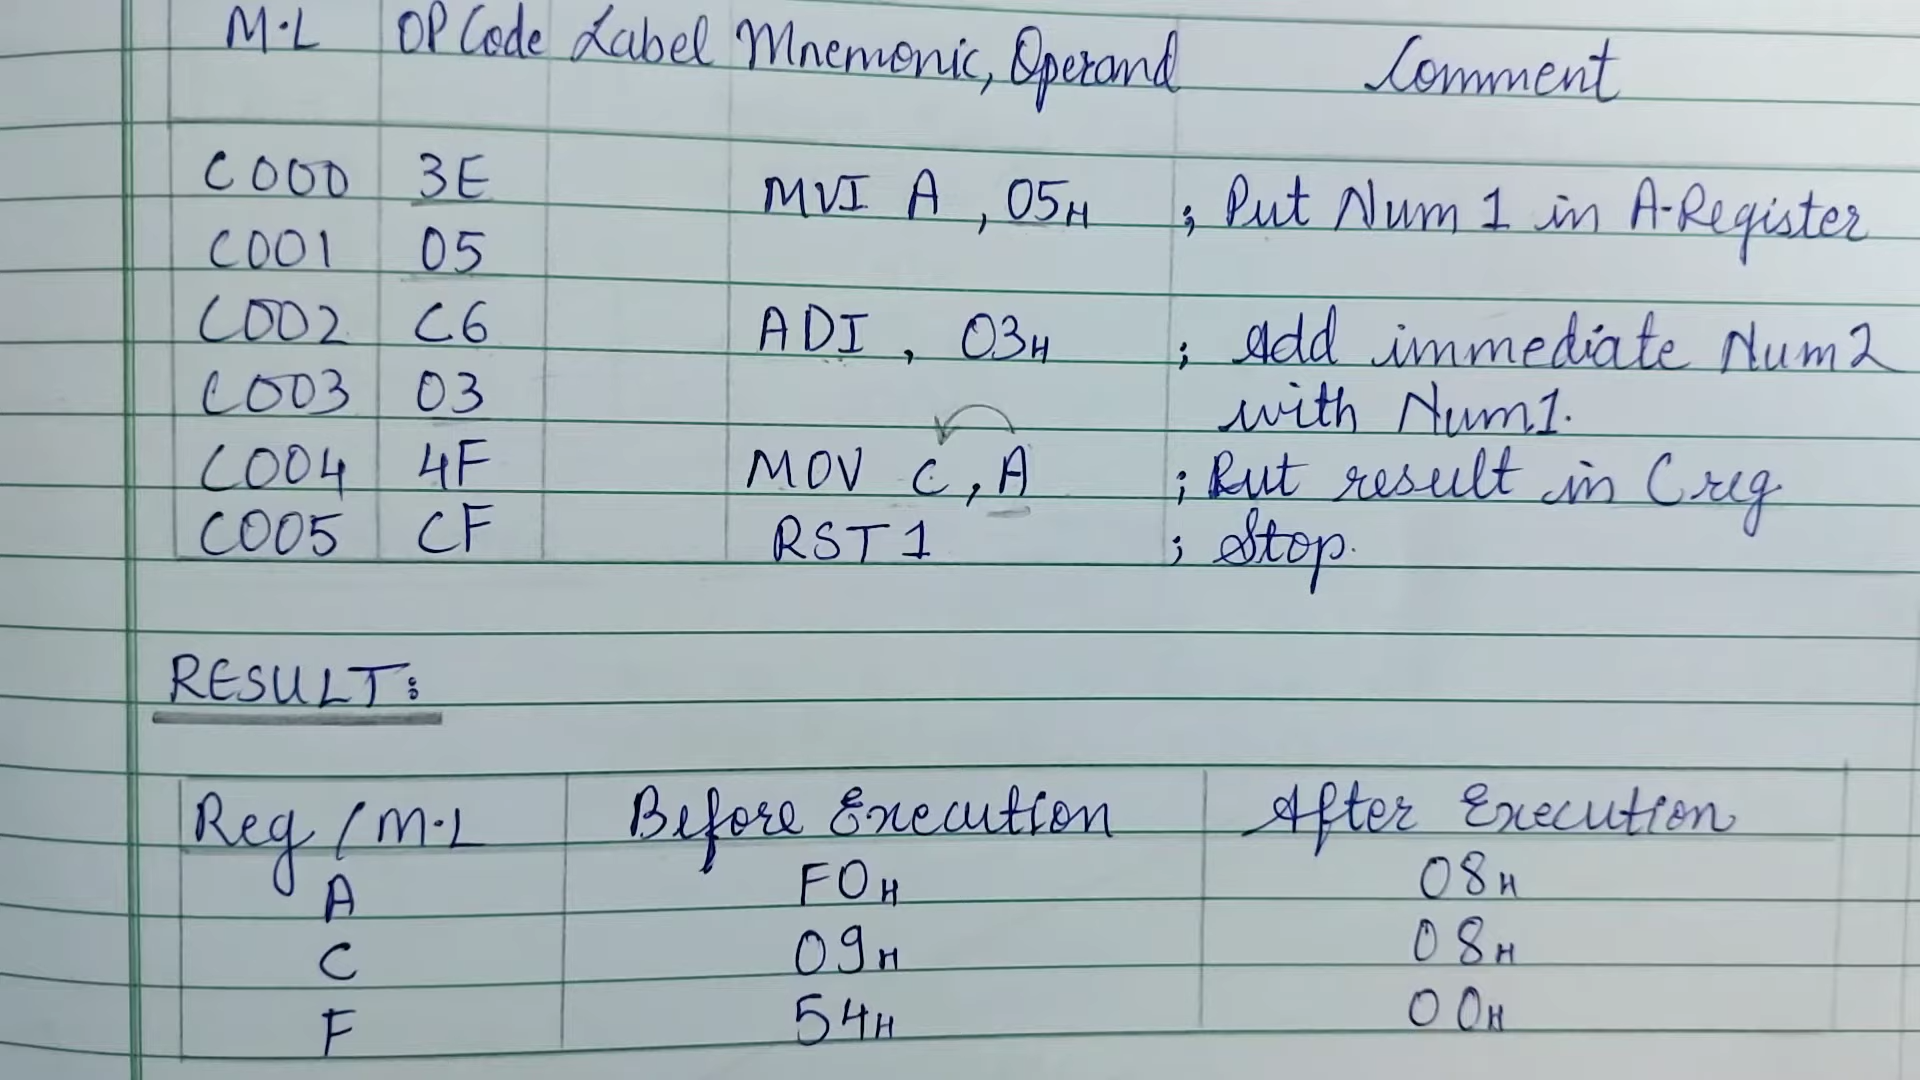 M·L OP Code Label Mnemonic, Operand Comment
C000 3E MVI A , 05H ; Put Num 1 in A-Register
C001 05
C002 C6 ADI , 03H ; Add immediate Num 2
C003 03 with Num1.
C004 4F MOV C, A ; Put result in C reg
C005 CF RST 1 ; Stop.
RESULT:
Reg / M·L Before Execution After Execution
A F0H 08H
C 09H 08H
F 54H 00H